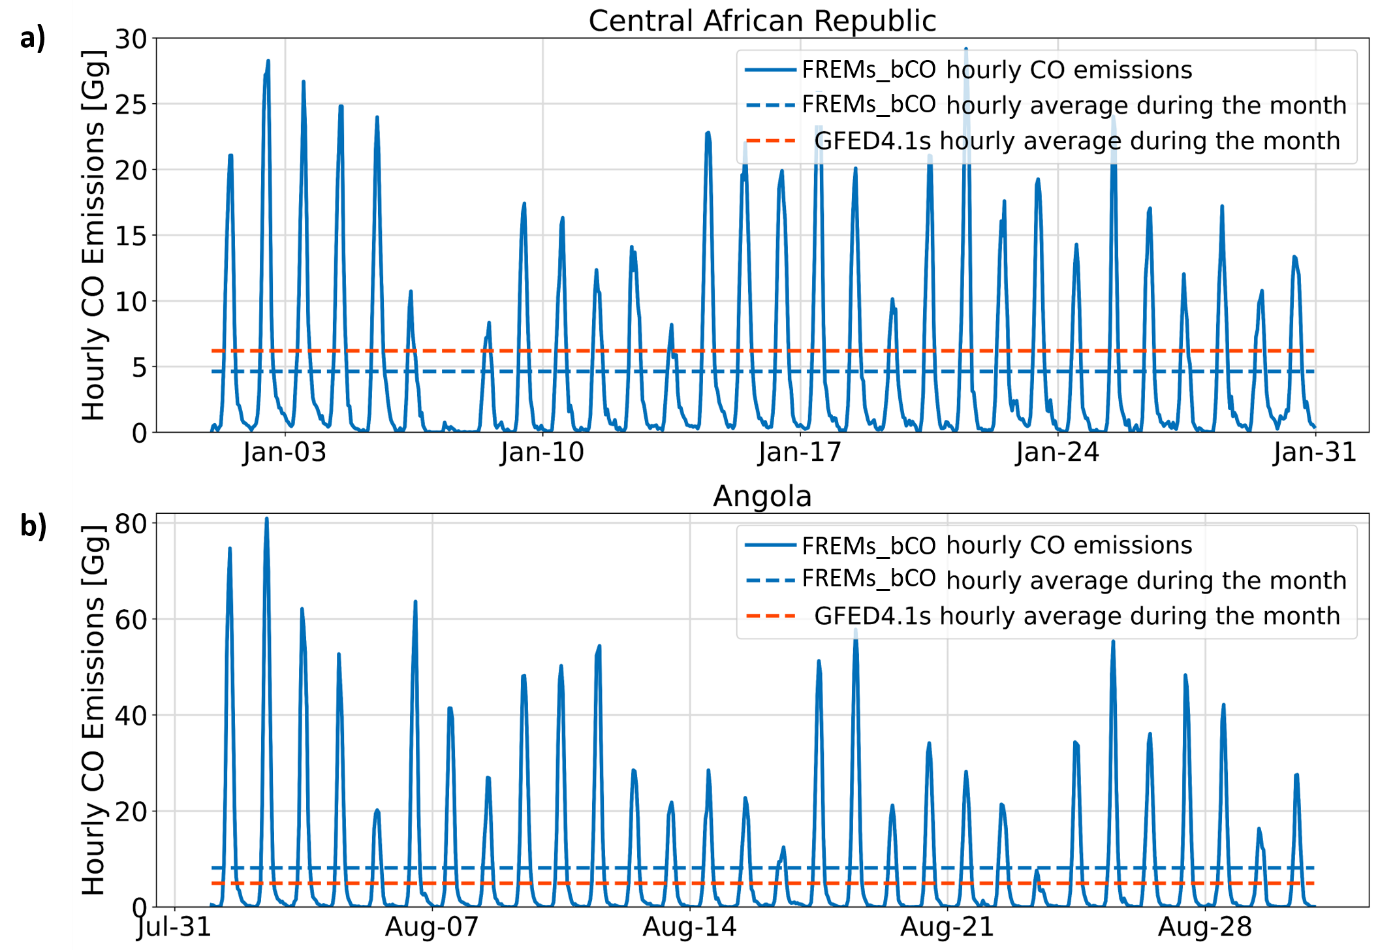 a)
Central African Republic
Hourly CO Emissions [Gg]
30
25
20
15
10
5
0
FREMs_bCO hourly CO emissions
FREMs_bCO hourly average during the month
GFED4.1s hourly average during the month
Jan-03 Jan-10 Jan-17 Jan-24 Jan-31
b)
Angola
Hourly CO Emissions [Gg]
80
60
40
20
0
FREMs_bCO hourly CO emissions
FREMs_bCO hourly average during the month
GFED4.1s hourly average during the month
Jul-31 Aug-07 Aug-14 Aug-21 Aug-28